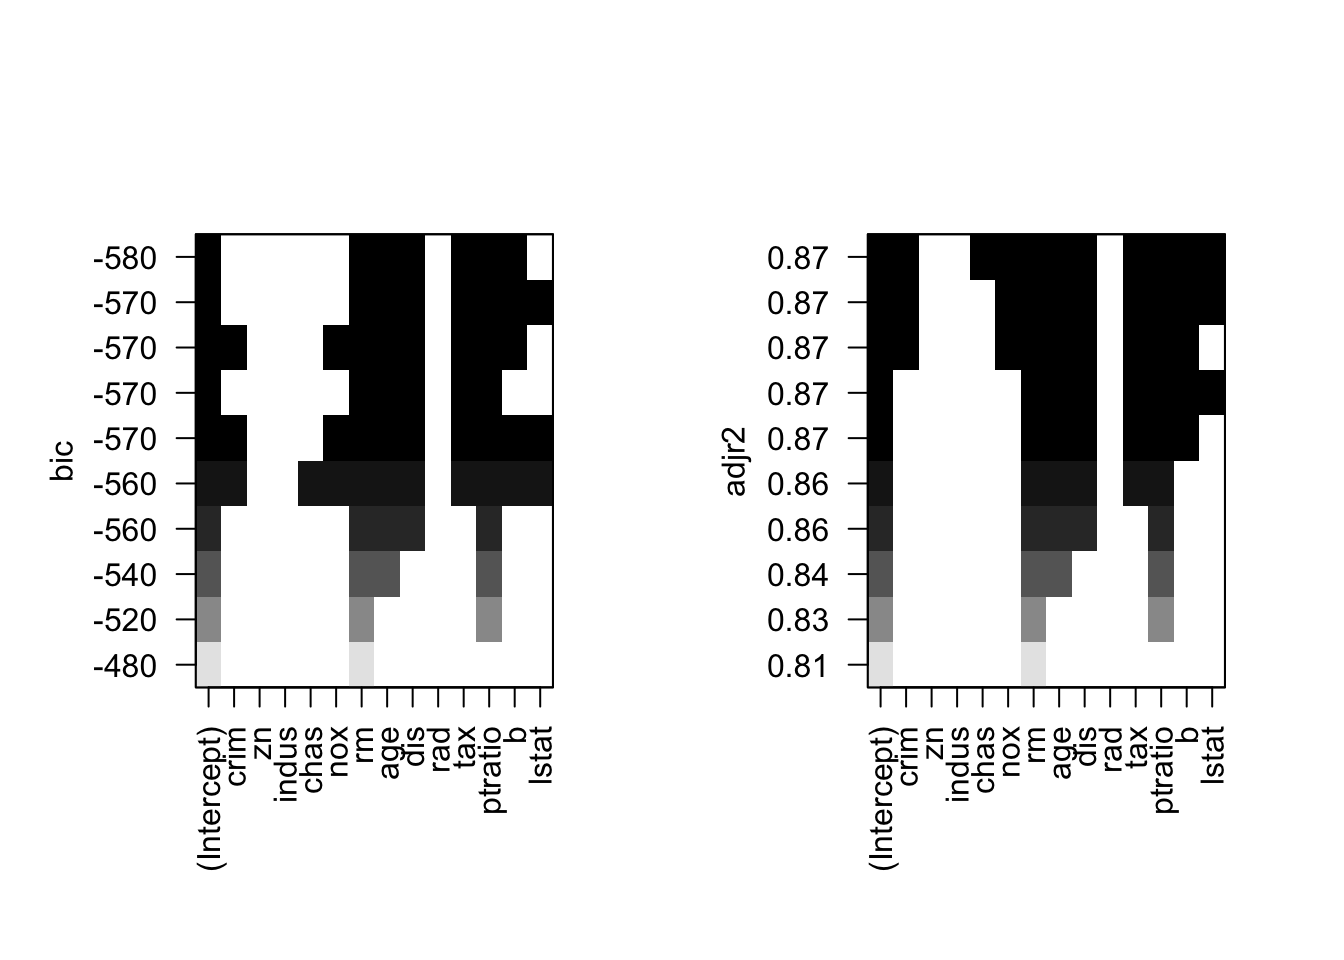 bic
-580
-570
-570
-570
-570
-560
-560
-540
-520
-480
(Intercept)
crim
zn
indus
chas
nox
rm
age
dis
rad
tax
ptratio
b
lstat
adjr2
0.87
0.87
0.87
0.87
0.87
0.86
0.86
0.84
0.83
0.81
(Intercept)
crim
zn
indus
chas
nox
rm
age
dis
rad
tax
ptratio
b
lstat